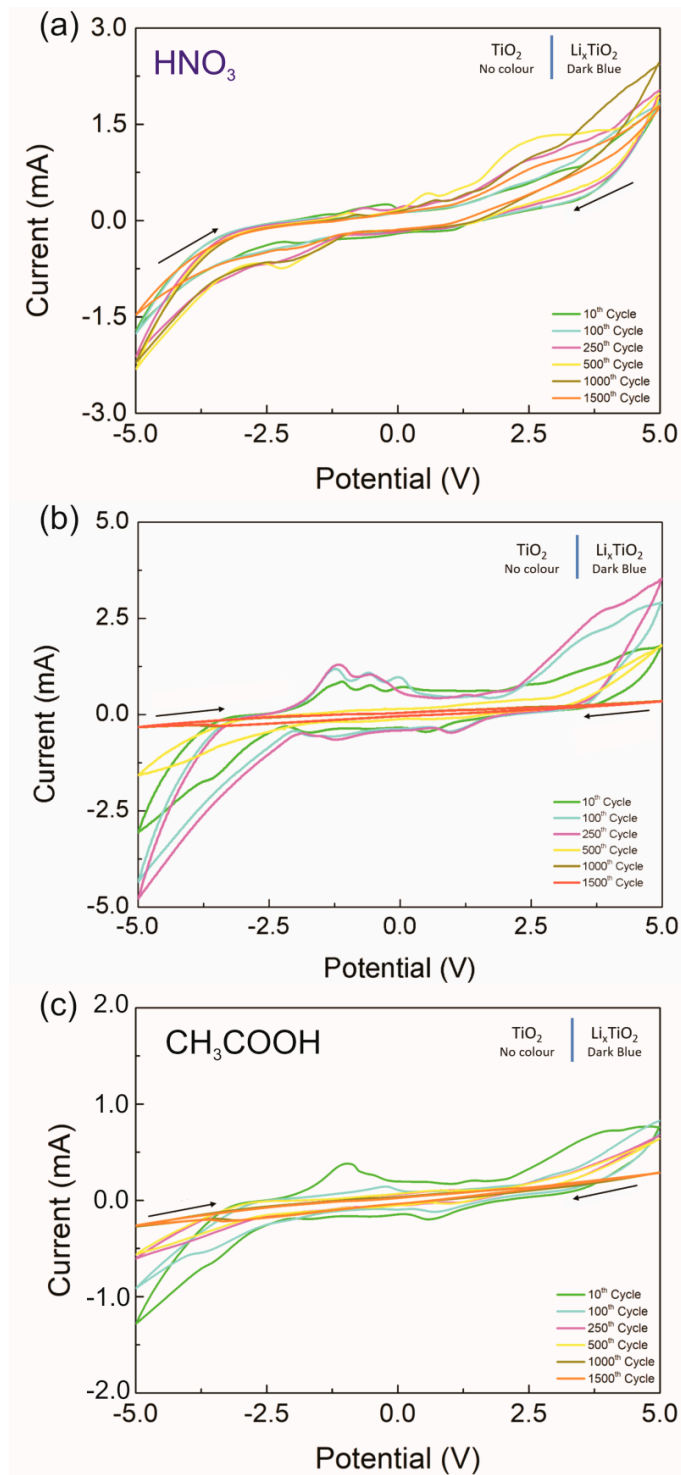 (a)
HNO₃
TiO₂
No colour
LiₓTiO₂
Dark Blue
Current (mA)
3.0
1.5
0.0
-1.5
-3.0
10th Cycle
100th Cycle
250th Cycle
500th Cycle
1000th Cycle
1500th Cycle
-5.0 -2.5 0.0 2.5 5.0
Potential (V)
(b)
TiO₂
No colour
LiₓTiO₂
Dark Blue
Current (mA)
5.0
2.5
0.0
-2.5
-5.0
10th Cycle
100th Cycle
250th Cycle
500th Cycle
1000th Cycle
1500th Cycle
-5.0 -2.5 0.0 2.5 5.0
Potential (V)
(c)
CH₃COOH
TiO₂
No colour
LiₓTiO₂
Dark Blue
Current (mA)
2.0
1.0
0.0
-1.0
-2.0
10th Cycle
100th Cycle
250th Cycle
500th Cycle
1000th Cycle
1500th Cycle
-5.0 -2.5 0.0 2.5 5.0
Potential (V)